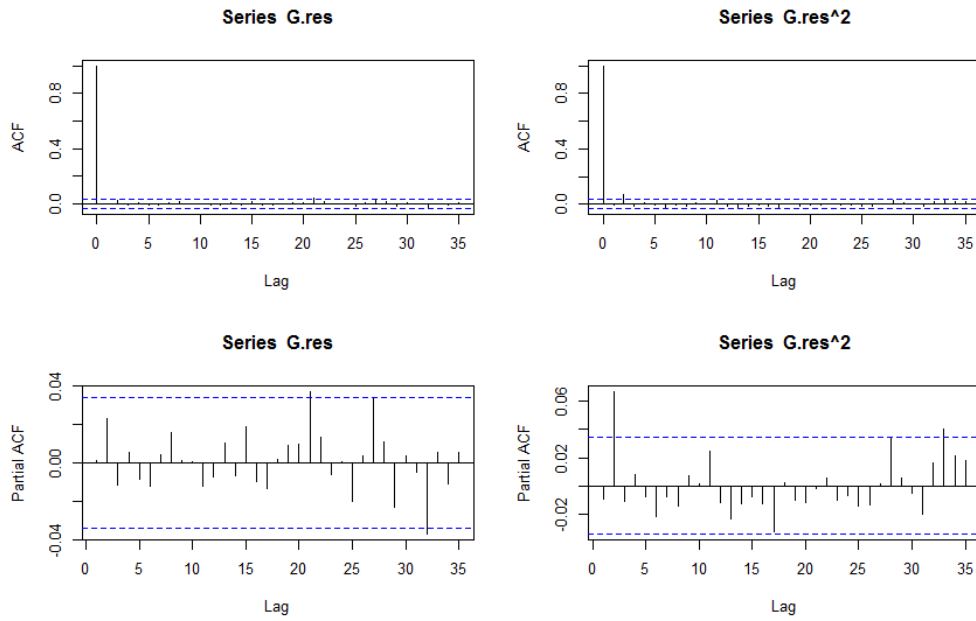 Series G.res
ACF
0.0 0.4 0.8
0 5 10 15 20 25 30 35
Lag
Series G.res^2
ACF
0.0 0.4 0.8
0 5 10 15 20 25 30 35
Lag
Series G.res
Partial ACF
-0.04 0.00 0.04
0 5 10 15 20 25 30 35
Lag
Series G.res^2
Partial ACF
-0.02 0.02 0.06
0 5 10 15 20 25 30 35
Lag